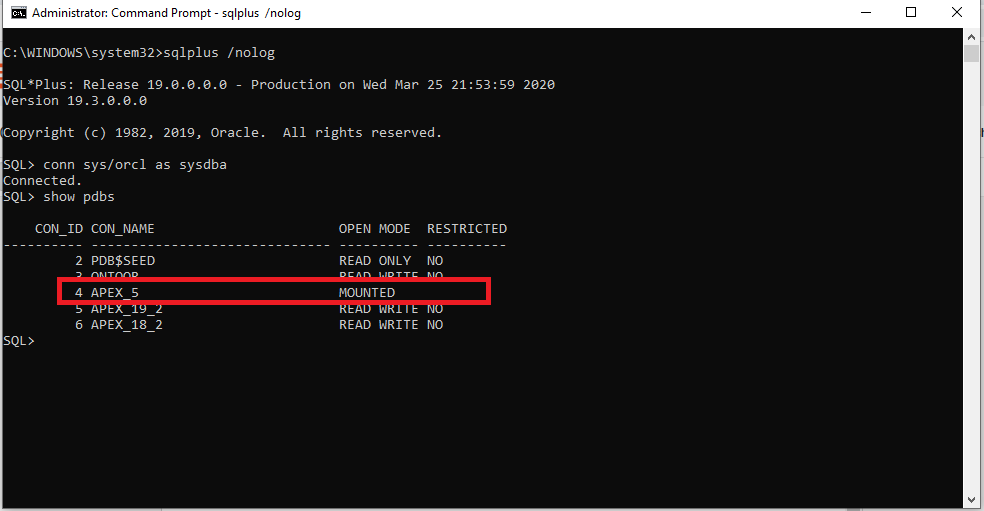 Administrator: Command Prompt - sqlplus  /nolog
C:\WINDOWS\system32>sqlplus /nolog
SQL*Plus: Release 19.0.0.0.0 - Production on Wed Mar 25 21:53:59 2020
Version 19.3.0.0.0
Copyright (c) 1982, 2019, Oracle.  All rights reserved.
SQL> conn sys/orcl as sysdba
Connected.
SQL> show pdbs
    CON_ID CON_NAME                       OPEN MODE  RESTRICTED
---------- ------------------------------ ---------- ----------
         2 PDB$SEED                       READ ONLY  NO
         3 ONTOOR                         READ WRITE NO
         4 APEX_5                         MOUNTED
         5 APEX_19_2                      READ WRITE NO
         6 APEX_18_2                      READ WRITE NO
SQL>